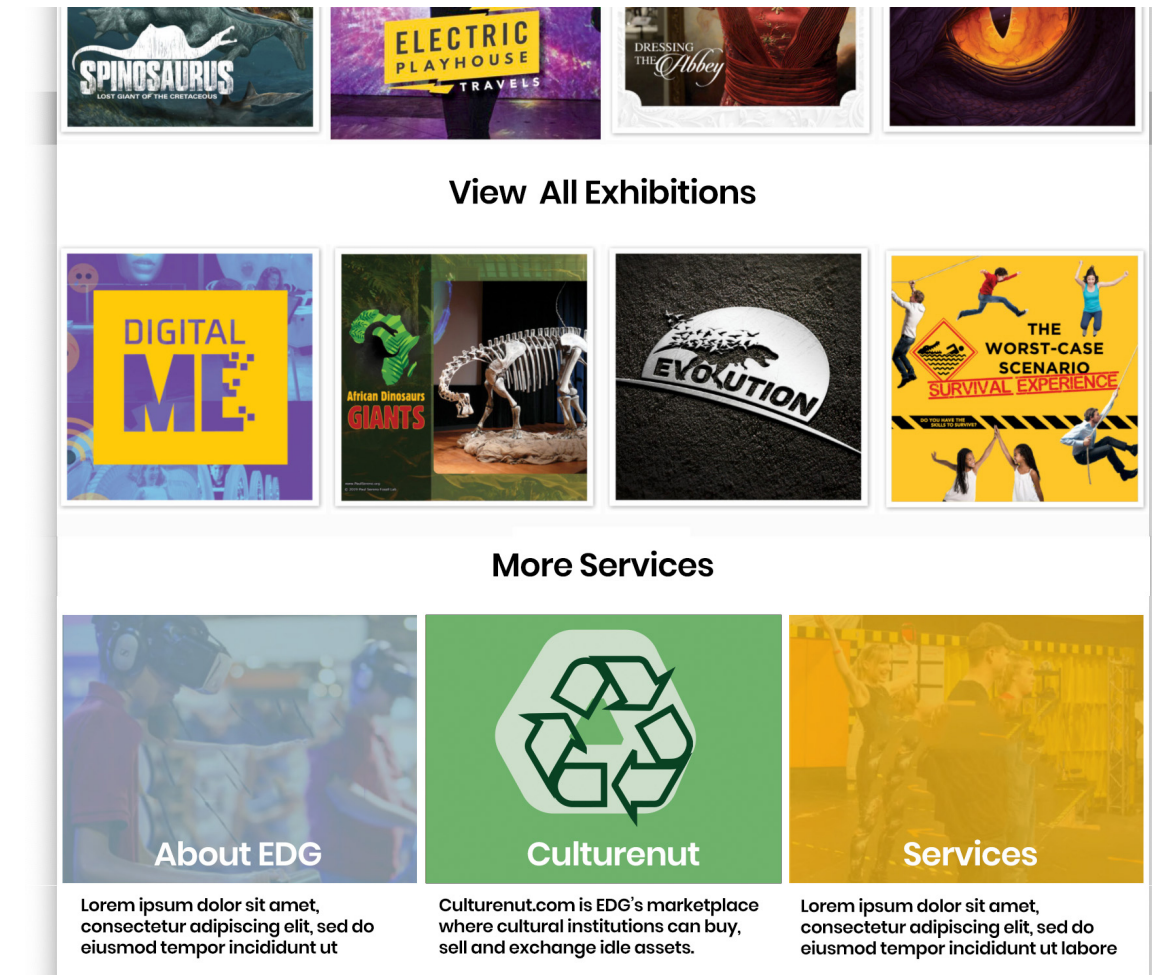 SPINOSAURUS
LOST GIANT OF THE CRETACEOUS
ELECTRIC
PLAYHOUSE
TRAVELS
DRESSING
THE Abbey
View All Exhibitions
DIGITAL
ME
African Dinosaurs
GIANTS
EVOLUTION
THE
WORST-CASE
SCENARIO
SURVIVAL EXPERIENCE
DO YOU HAVE THE
SKILLS TO SURVIVE?
More Services
About EDG
Lorem ipsum dolor sit amet,
consectetur adipiscing elit, sed do
eiusmod tempor incididunt ut
Culturenut
Culturenut.com is EDG’s marketplace
where cultural institutions can buy,
sell and exchange idle assets.
Services
Lorem ipsum dolor sit amet,
consectetur adipiscing elit, sed do
eiusmod tempor incididunt ut labore